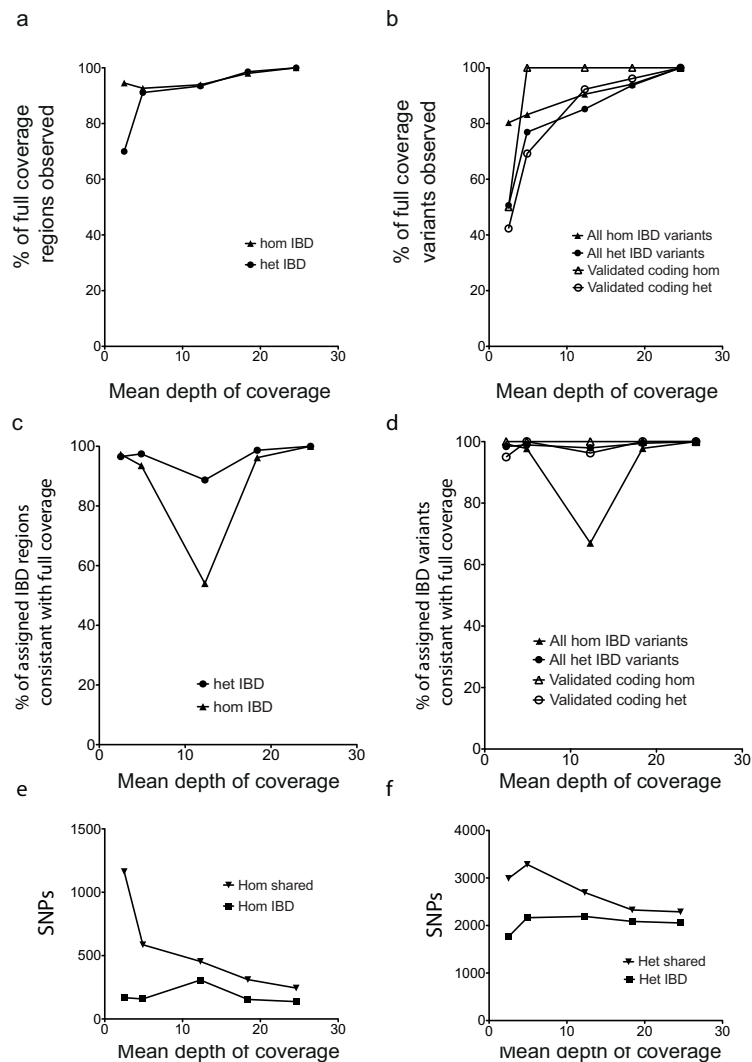 a
% of full coverage
regions observed
100
80
60
40
20
0
0
10
20
30
hom IBD
het IBD
Mean depth of coverage
b
% of full coverage
variants observed
100
80
60
40
20
0
0
10
20
30
All hom IBD variants
All het IBD variants
Validated coding hom
Validated coding het
Mean depth of coverage
c
% of assigned IBD regions
consistant with full coverage
100
80
60
40
20
0
0
10
20
30
het IBD
hom IBD
Mean depth of coverage
d
% of assigned IBD variants
consistant with full coverage
100
80
60
40
20
0
0
10
20
30
All hom IBD variants
All het IBD variants
Validated coding hom
Validated coding het
Mean depth of coverage
e
SNPs
1500
1000
500
0
0
10
20
30
Hom shared
Hom IBD
Mean depth of coverage
f
SNPs
4000
3000
2000
1000
0
0
10
20
30
Het shared
Het IBD
Mean depth of coverage